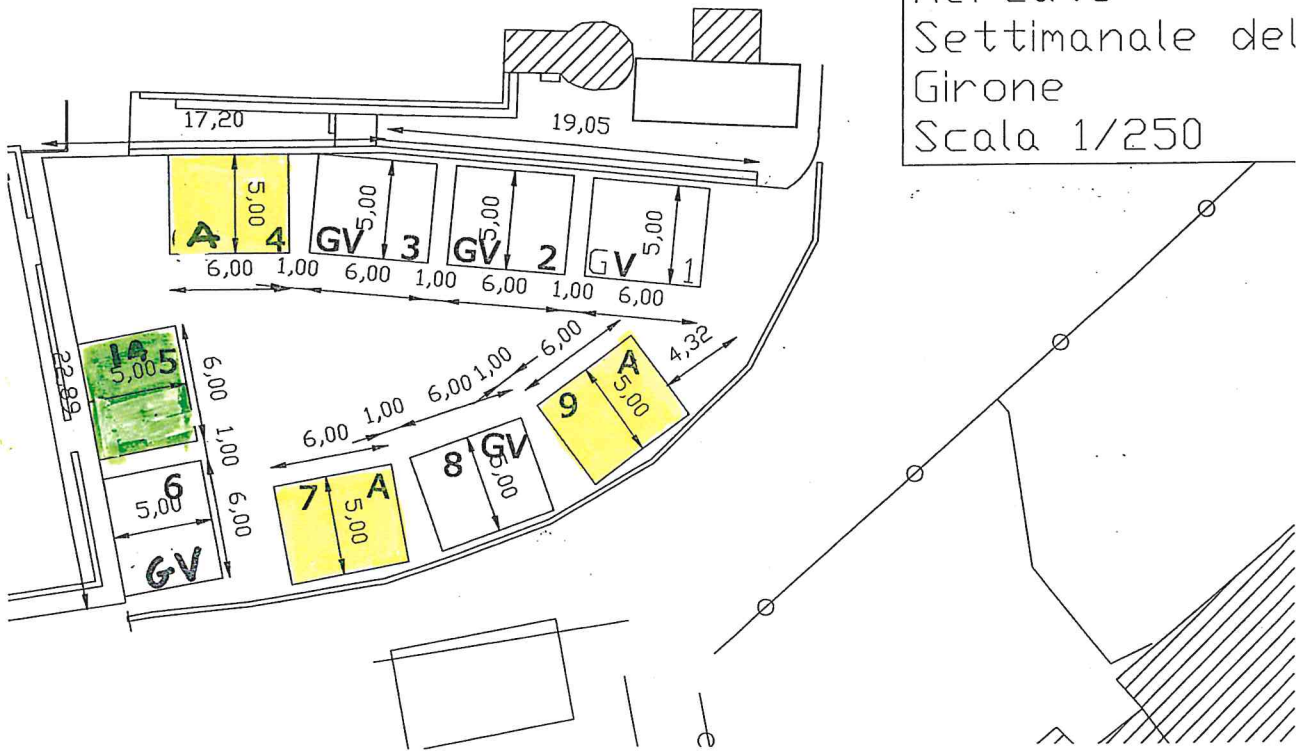 Settimanale del
Girone
Scala 1/250
17,20
19,05
5,00
A 4
5,00
GV 3
5,00
GV 2
5,00
GV 1
6,00 1,00 6,00 1,00 6,00 1,00 6,00
1A 5
5,00
6,00
22,89
1,00
6
5,00
6,00
GV
6,00 1,00 6,00 1,00 6,00 4,32
7 A
5,00
8 GV
5,00
9 A
5,00